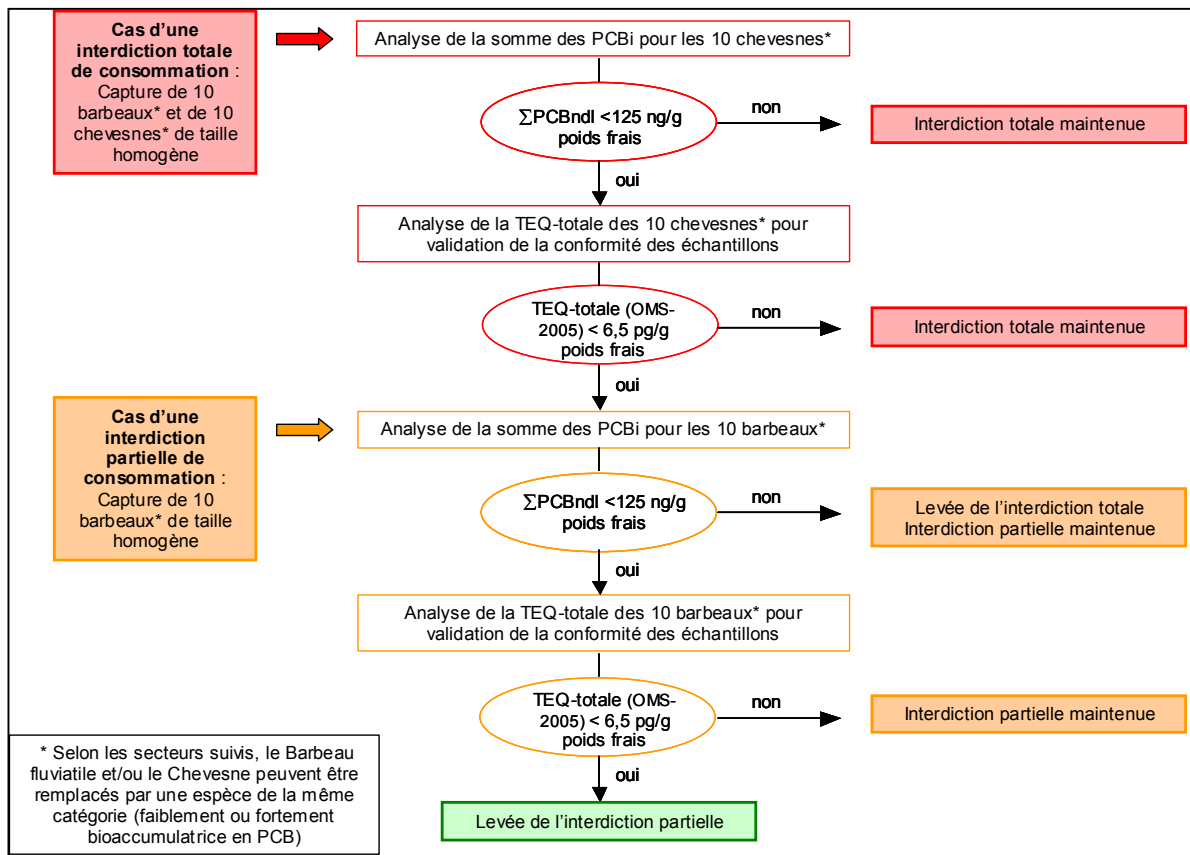 Cas d'une
interdiction totale
de consommation :
Capture de 10
barbeaux* et de 10
chevesnes* de taille
homogène
Analyse de la somme des PCBi pour les 10 chevesnes*
∑PCBndl <125 ng/g
poids frais
non
Interdiction totale maintenue
oui
Analyse de la TEQ-totale des 10 chevesnes* pour
validation de la conformité des échantillons
TEQ-totale (OMS-
2005) < 6,5 pg/g
poids frais
non
Interdiction totale maintenue
oui
Cas d'une
interdiction
partielle de
consommation :
Capture de 10
barbeaux* de taille
homogène
Analyse de la somme des PCBi pour les 10 barbeaux*
∑PCBndl <125 ng/g
poids frais
non
Levée de l'interdiction totale
Interdiction partielle maintenue
oui
Analyse de la TEQ-totale des 10 barbeaux* pour
validation de la conformité des échantillons
TEQ-totale (OMS-
2005) < 6,5 pg/g
poids frais
non
Interdiction partielle maintenue
oui
Levée de l'interdiction partielle
* Selon les secteurs suivis, le Barbeau
fluviatile et/ou le Chevesne peuvent être
remplacés par une espèce de la même
catégorie (faiblement ou fortement
bioaccumulatrice en PCB)